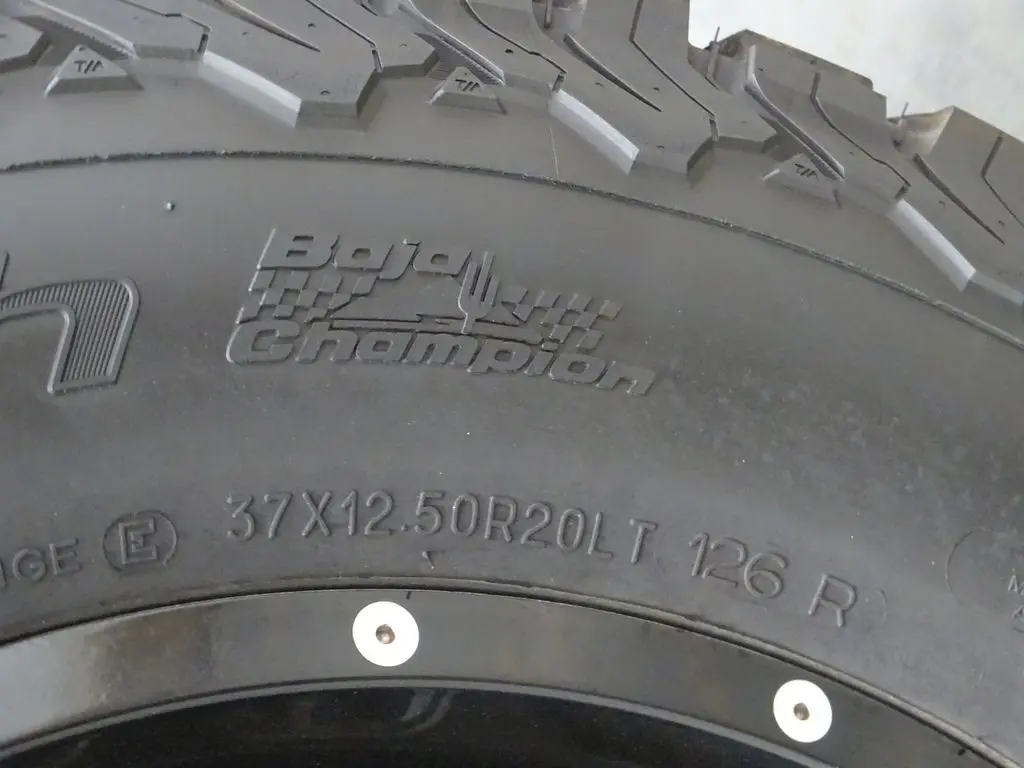 T/A
T/A
T/A
Baja
Champion
E
37X12.50R20LT 126 R